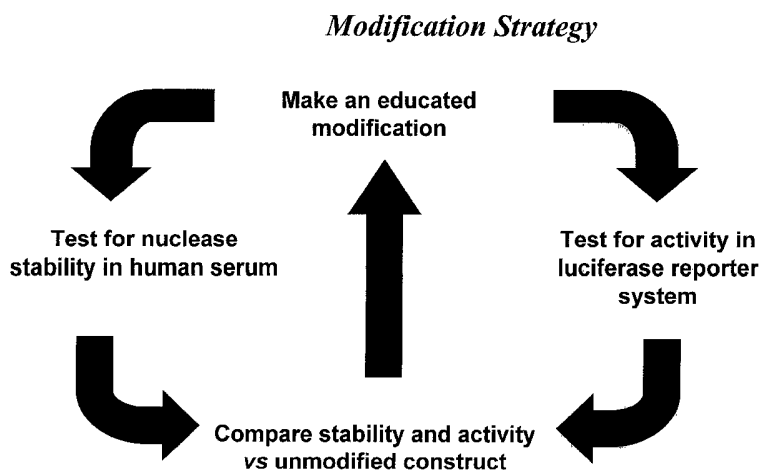 Modification Strategy
Make an educated
modification
Test for nuclease
stability in human serum
Test for activity in
luciferase reporter
system
Compare stability and activity
vs unmodified construct